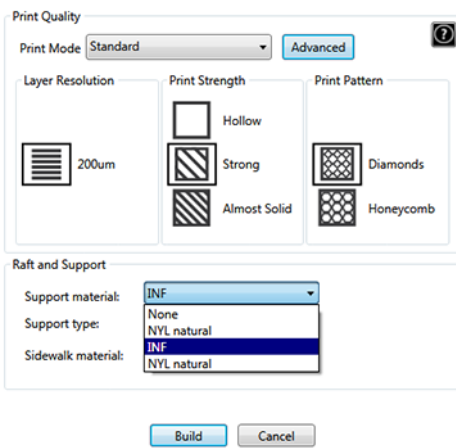 Print Quality
?
Print Mode Standard Advanced
Layer Resolution Print Strength Print Pattern
Hollow
200um Strong Diamonds
Almost Solid Honeycomb
Raft and Support
Support material: INF
None
Support type: NYL natural
INF
Sidewalk material: NYL natural
Build Cancel